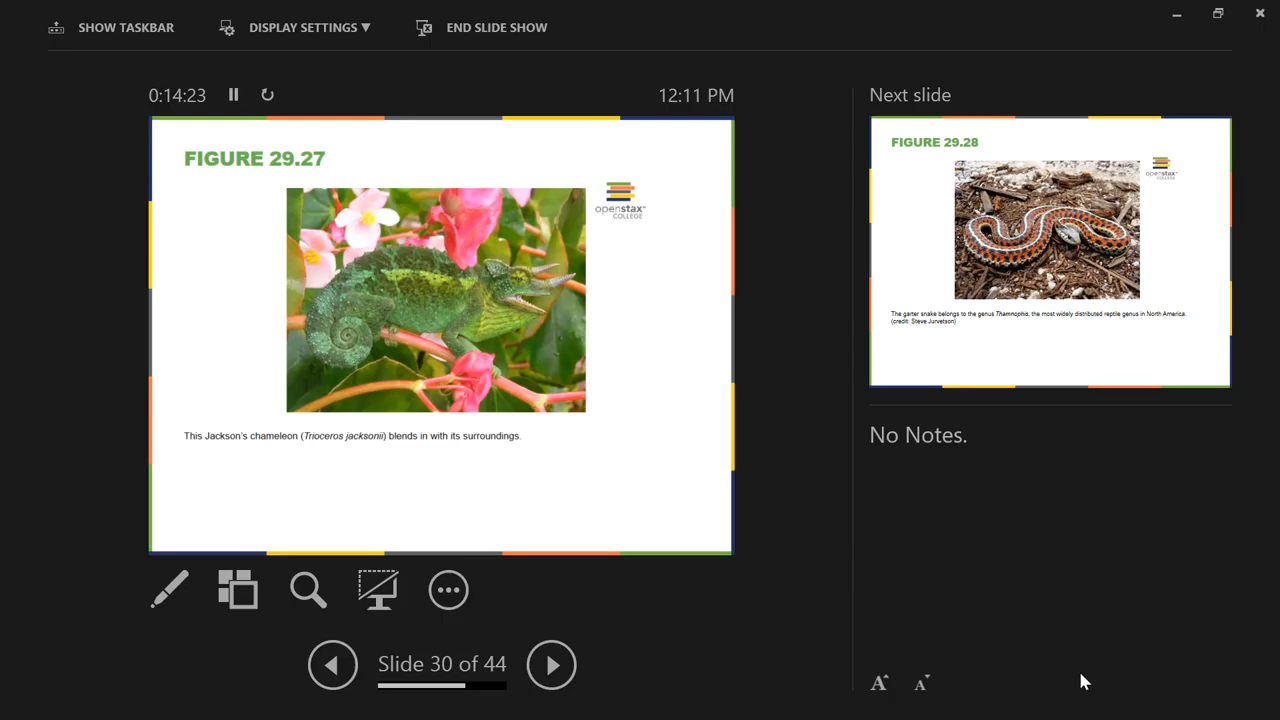 SHOW TASKBAR
DISPLAY SETTINGS ▼
END SLIDE SHOW
0:14:23
12:11 PM
FIGURE 29.27
openstax™
COLLEGE
This Jackson's chameleon (Trioceros jacksonii) blends in with its surroundings.
Slide 30 of 44
Next slide
FIGURE 29.28
openstax™
COLLEGE
The garter snake belongs to the genus Thamnophis, the most widely distributed reptile genus in North America.
(credit: Steve Jurvetson)
No Notes.
A A